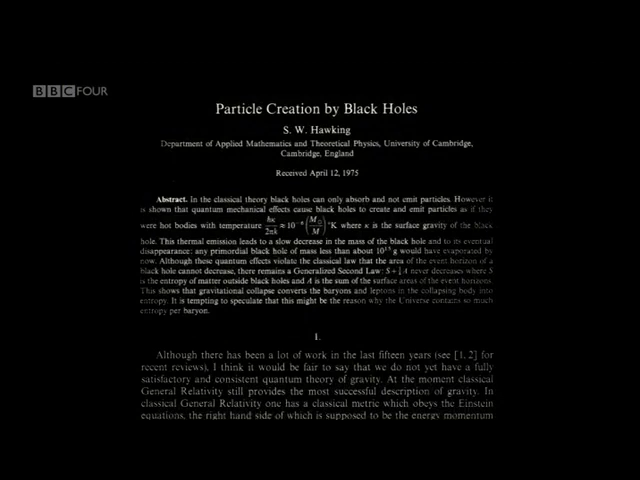 BBC FOUR
Particle Creation by Black Holes
S. W. Hawking
Department of Applied Mathematics and Theoretical Physics, University of Cambridge,
Cambridge, England
Received April 12, 1975
Abstract. In the classical theory black holes can only absorb and not emit particles. However it
is shown that quantum mechanical effects cause black holes to create and emit particles as if they
were hot bodies with temperature ħκ/2πk ≈ 10⁻⁶ (M☉/M) °K where κ is the surface gravity of the black
hole. This thermal emission leads to a slow decrease in the mass of the black hole and to its eventual
disappearance: any primordial black hole of mass less than about 10¹⁵ g would have evaporated by
now. Although these quantum effects violate the classical law that the area of the event horizon of a
black hole cannot decrease, there remains a Generalized Second Law: S + ¼A never decreases where S
is the entropy of matter outside black holes and A is the sum of the surface areas of the event horizons.
This shows that gravitational collapse converts the baryons and leptons in the collapsing body into
entropy. It is tempting to speculate that this might be the reason why the Universe contains so much
entropy per baryon.
1.
Although there has been a lot of work in the last fifteen years (see [1, 2] for
recent reviews), I think it would be fair to say that we do not yet have a fully
satisfactory and consistent quantum theory of gravity. At the moment classical
General Relativity still provides the most successful description of gravity. In
classical General Relativity one has a classical metric which obeys the Einstein
equations, the right hand side of which is supposed to be the energy momentum